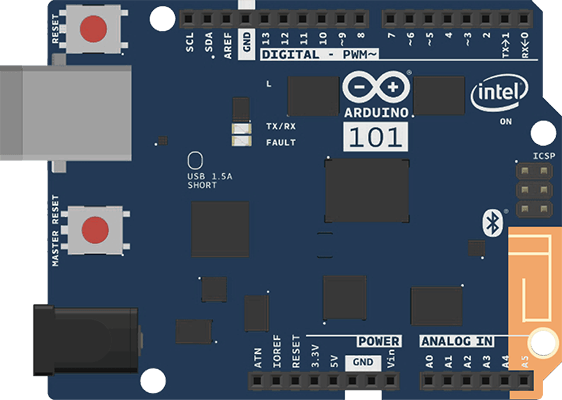 RESET
SCL
SDA
AREF
GND
13
12
11
10
~9
8
7
~6
~5
4
~3
2
TX→1
RX←0
DIGITAL - PWM~
L
ARDUINO
101
intel
ON
TX/RX
FAULT
ICSP
USB 1.5A
SHORT
MASTER RESET
POWER
ANALOG IN
ATN
IOREF
RESET
3.3V
5V
GND
Vin
A0
A1
A2
A3
A4
A5